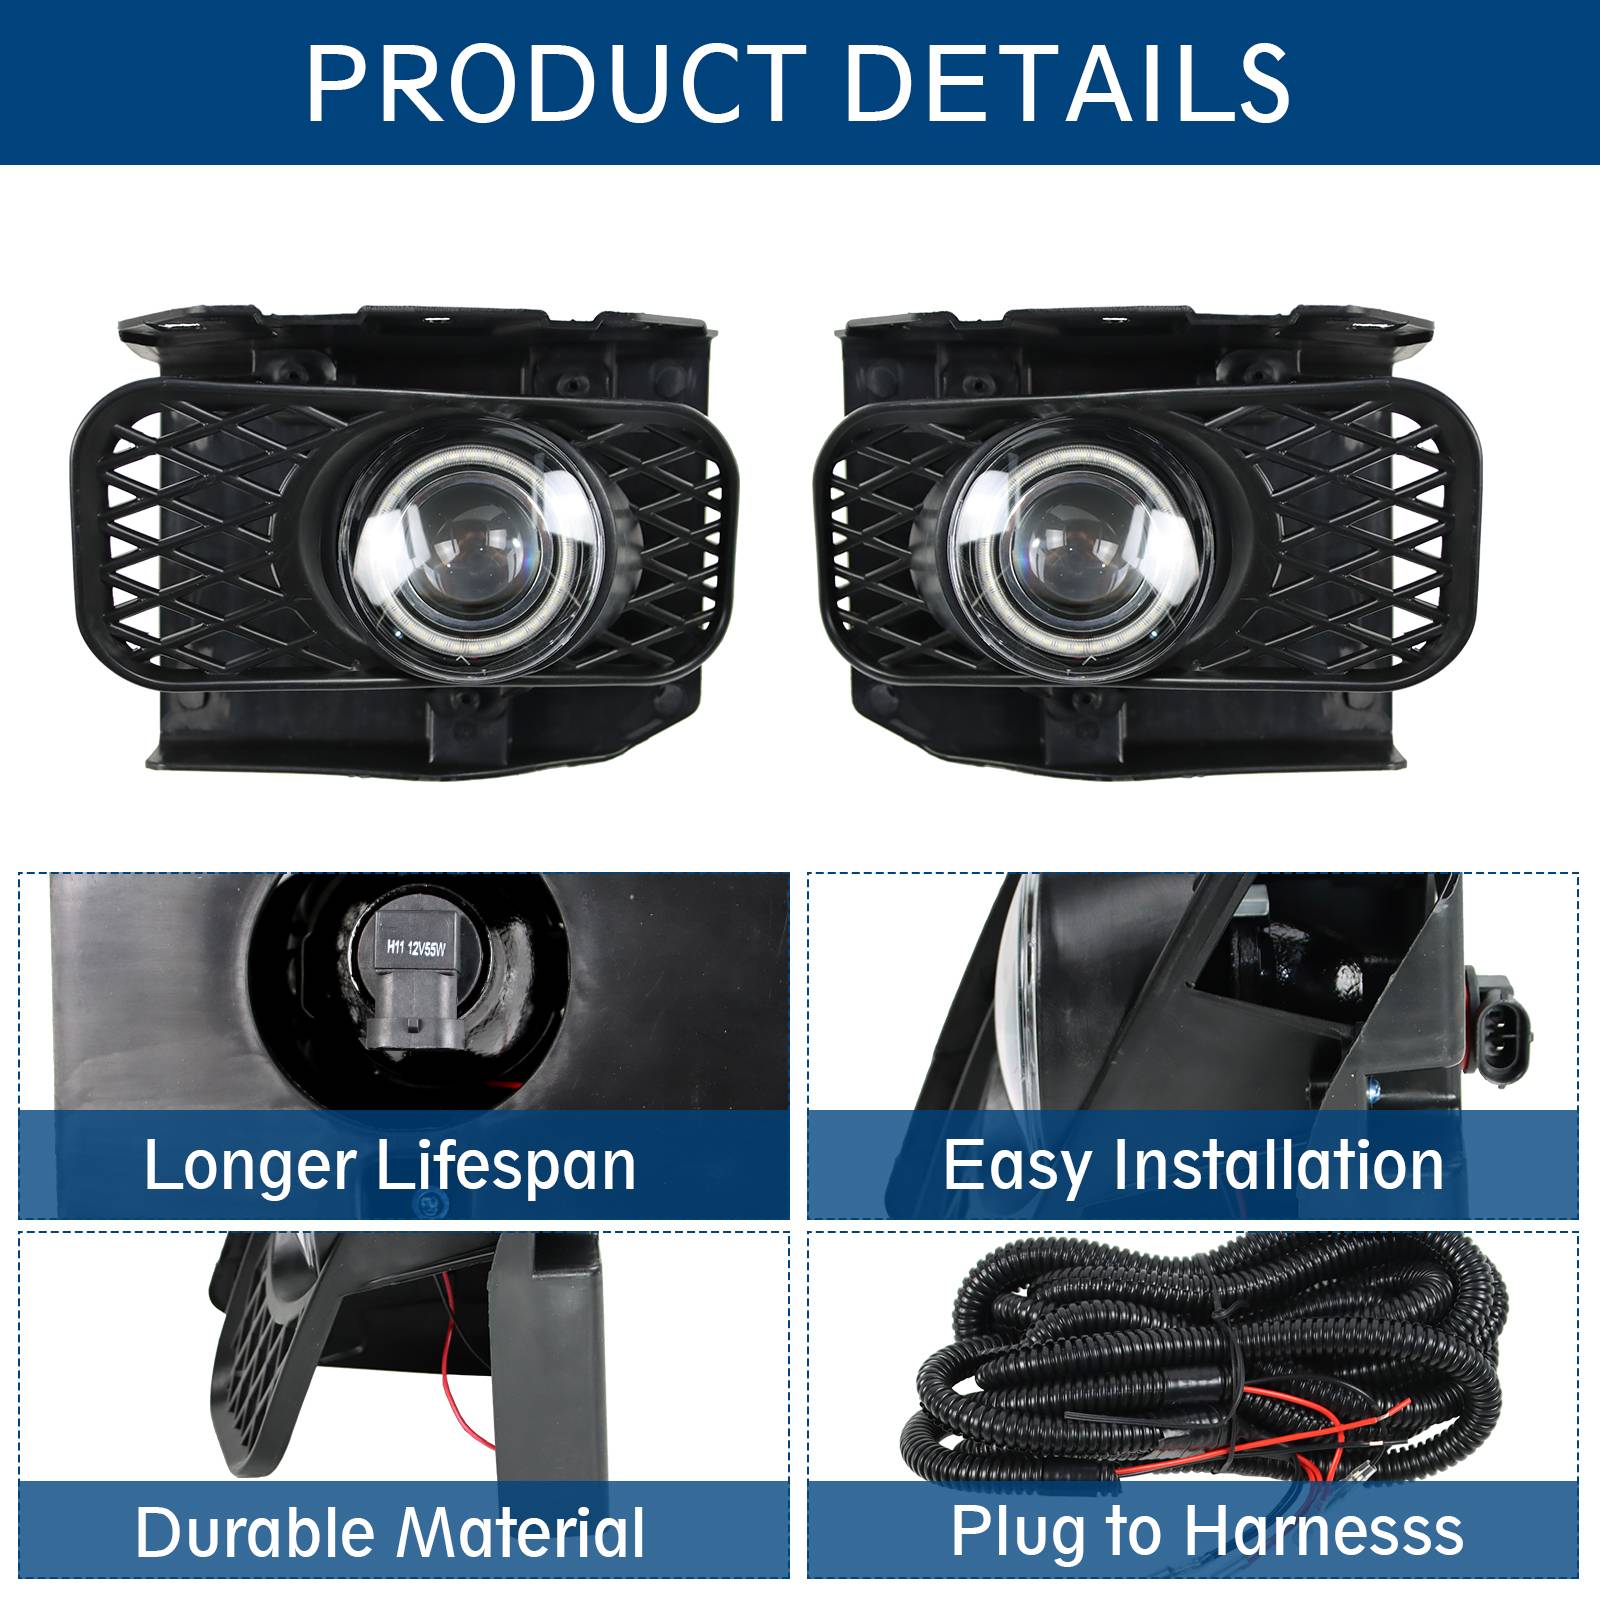 PRODUCT DETAILS
H11 12V55W
Longer Lifespan
Easy Installation
Durable Material
Plug to Harnesss